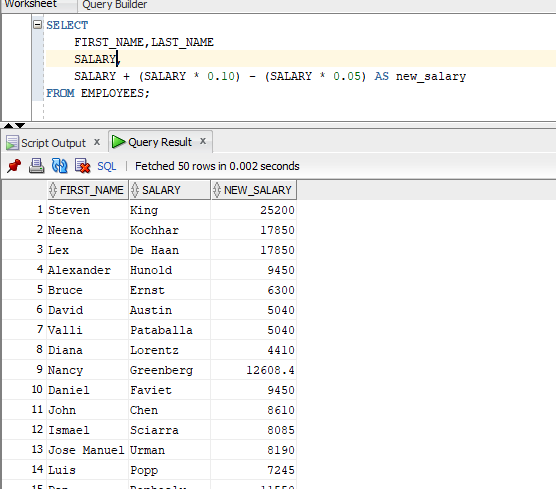 Worksheet Query Builder
SELECT
FIRST_NAME,LAST_NAME
SALARY,
SALARY + (SALARY * 0.10) - (SALARY * 0.05) AS new_salary
FROM EMPLOYEES;
Script Output x Query Result x
SQL | Fetched 50 rows in 0.002 seconds
FIRST_NAME SALARY NEW_SALARY
1 Steven King 25200
2 Neena Kochhar 17850
3 Lex De Haan 17850
4 Alexander Hunold 9450
5 Bruce Ernst 6300
6 David Austin 5040
7 Valli Pataballa 5040
8 Diana Lorentz 4410
9 Nancy Greenberg 12608.4
10 Daniel Faviet 9450
11 John Chen 8610
12 Ismael Sciarra 8085
13 Jose Manuel Urman 8190
14 Luis Popp 7245